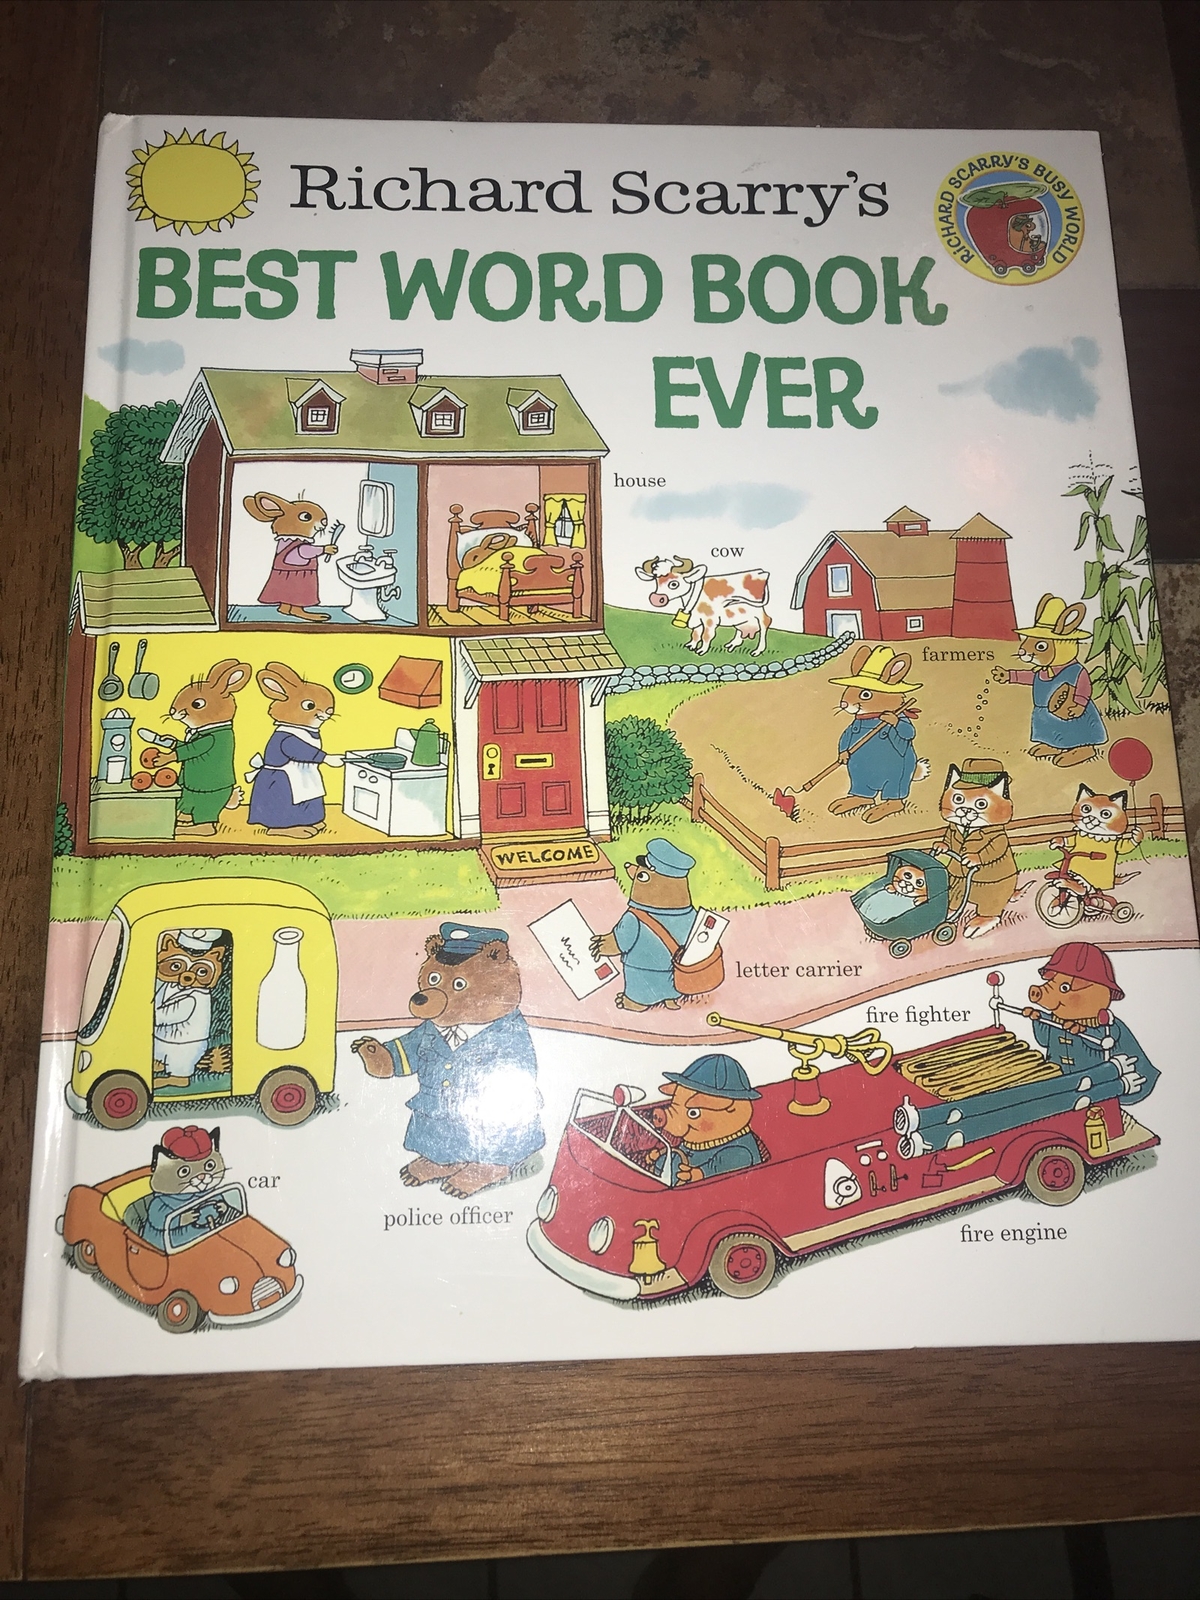 Richard Scarry's
RICHARD SCARRY'S BUSY WORLD
BEST WORD BOOK
EVER
house
cow
farmers
WELCOME
letter carrier
fire fighter
car
police officer
fire engine